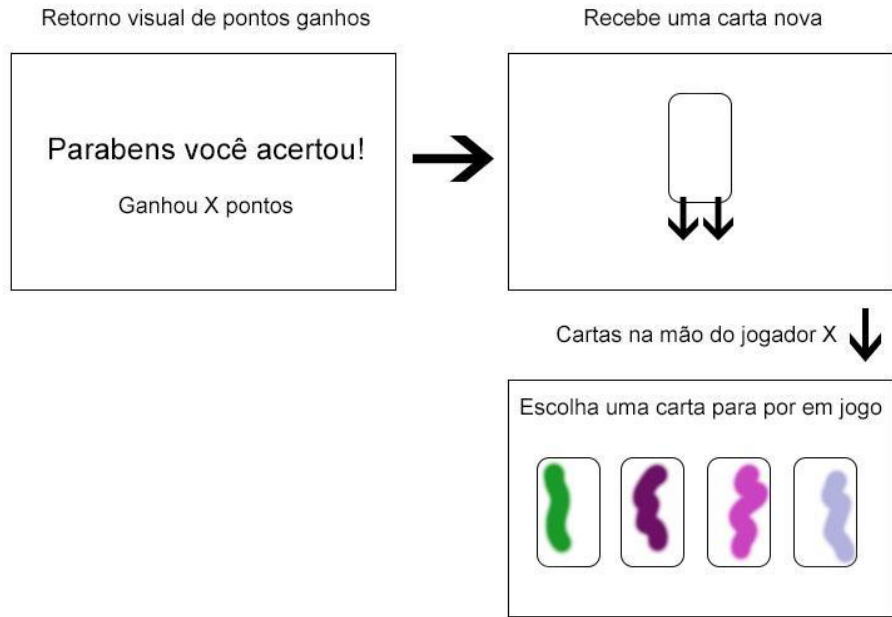 Retorno visual de pontos ganhos
Recebe uma carta nova
Parabens você acertou!
Ganhou X pontos
Cartas na mão do jogador X
Escolha uma carta para por em jogo